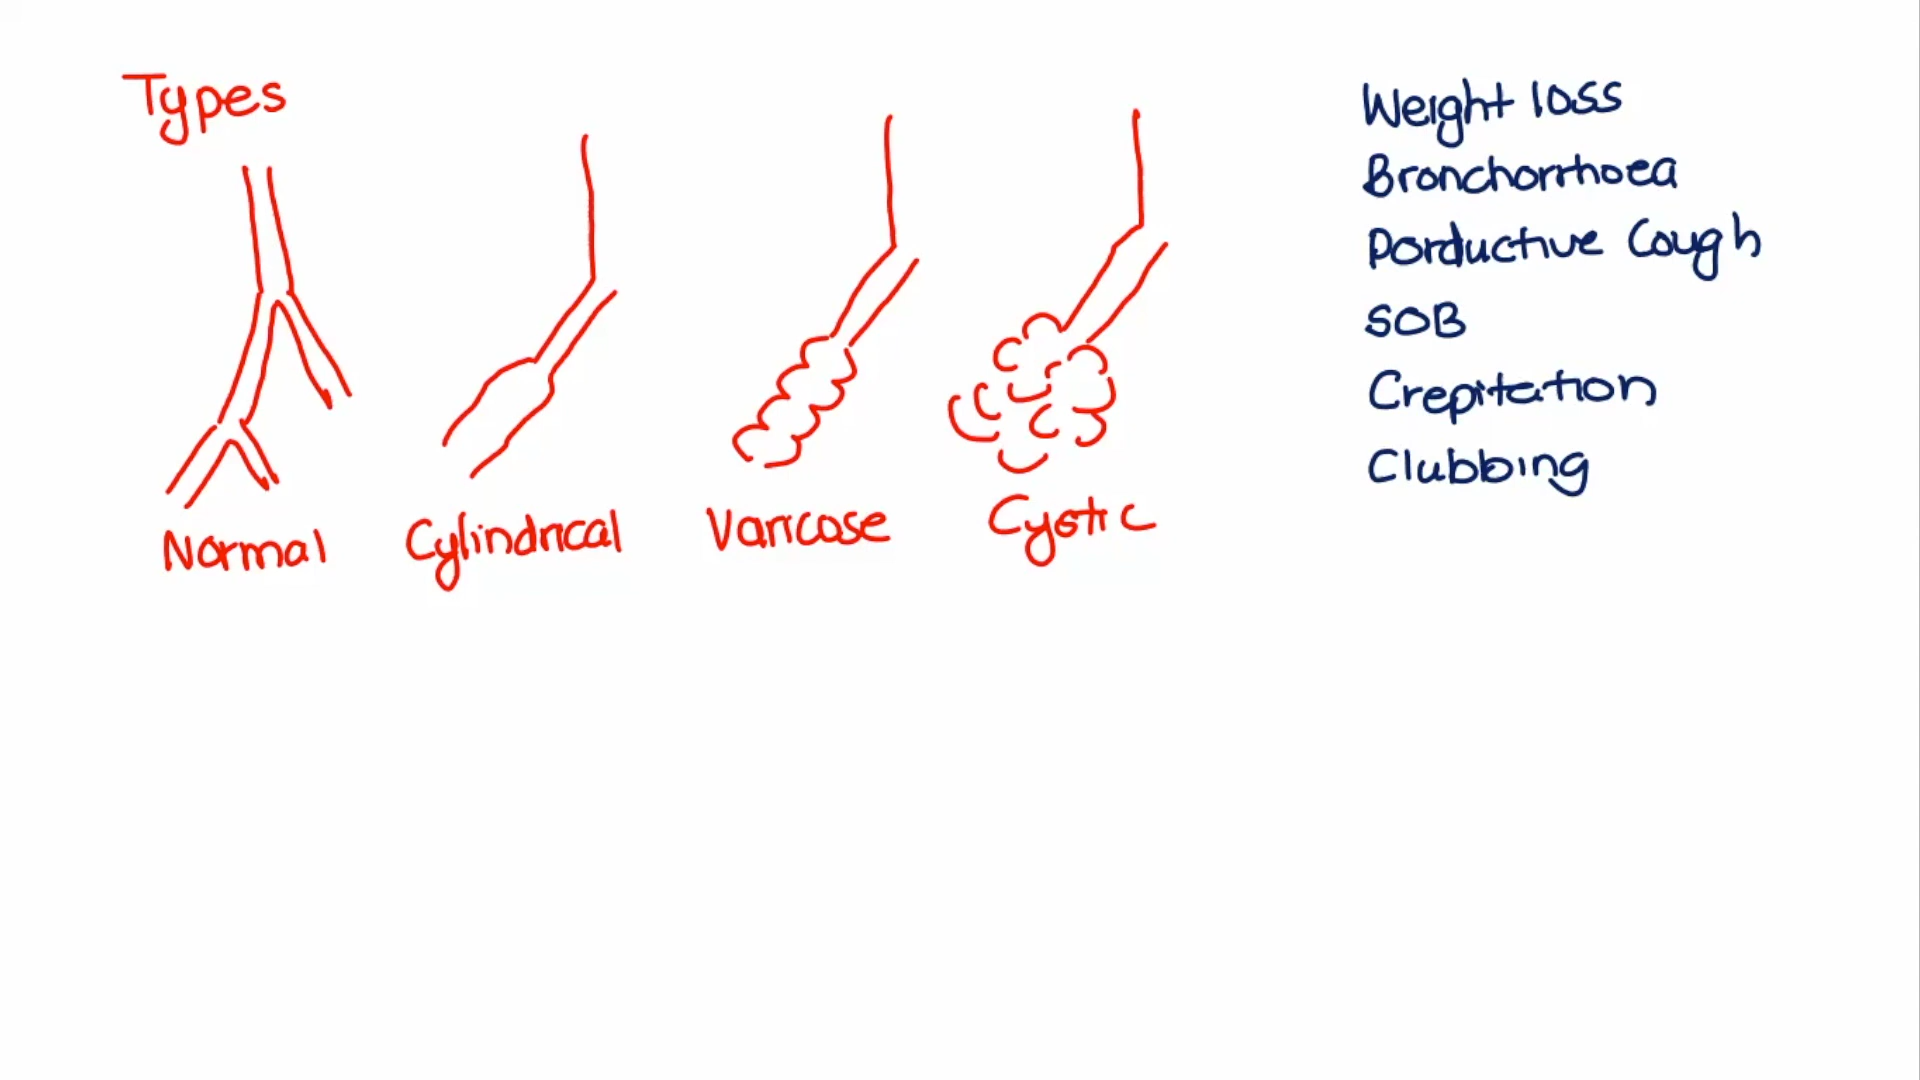 Types
Normal
Cylindrical
Varicose
Cystic
Weight loss
Bronchorrhoea
Porductive Cough
SOB
Crepitation
Clubbing